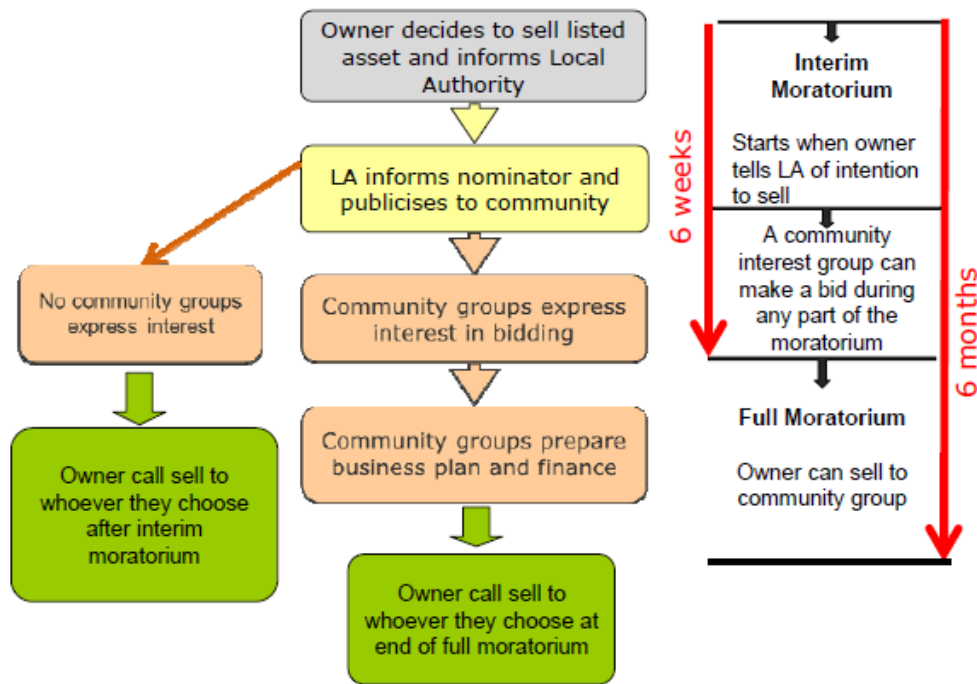 Owner decides to sell listed
asset and informs Local
Authority
LA informs nominator and
publicises to community
No community groups
express interest
Community groups express
interest in bidding
Community groups prepare
business plan and finance
Owner call sell to
whoever they choose
after interim
moratorium
Owner call sell to
whoever they choose at
end of full moratorium
6 weeks
Interim
Moratorium
Starts when owner
tells LA of intention
to sell
A community
interest group can
make a bid during
any part of the
moratorium
Full Moratorium
Owner can sell to
community group
6 months